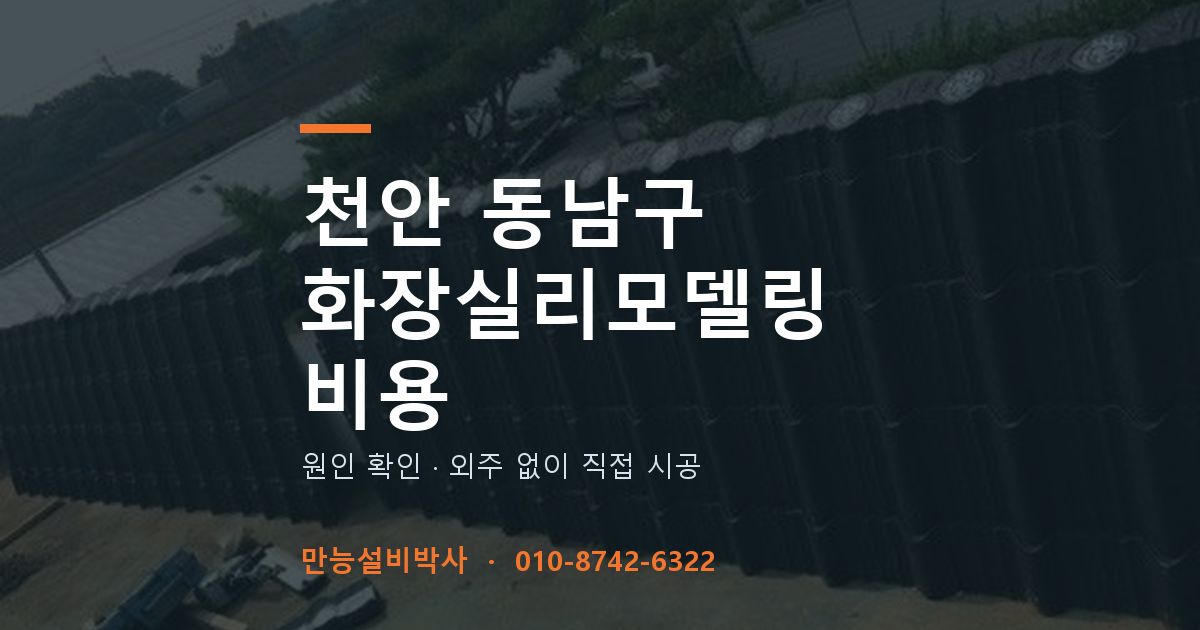 천안 동남구
화장실리모델링
비용
원인 확인 · 외주 없이 직접 시공
만능설비박사 · 010-8742-6322